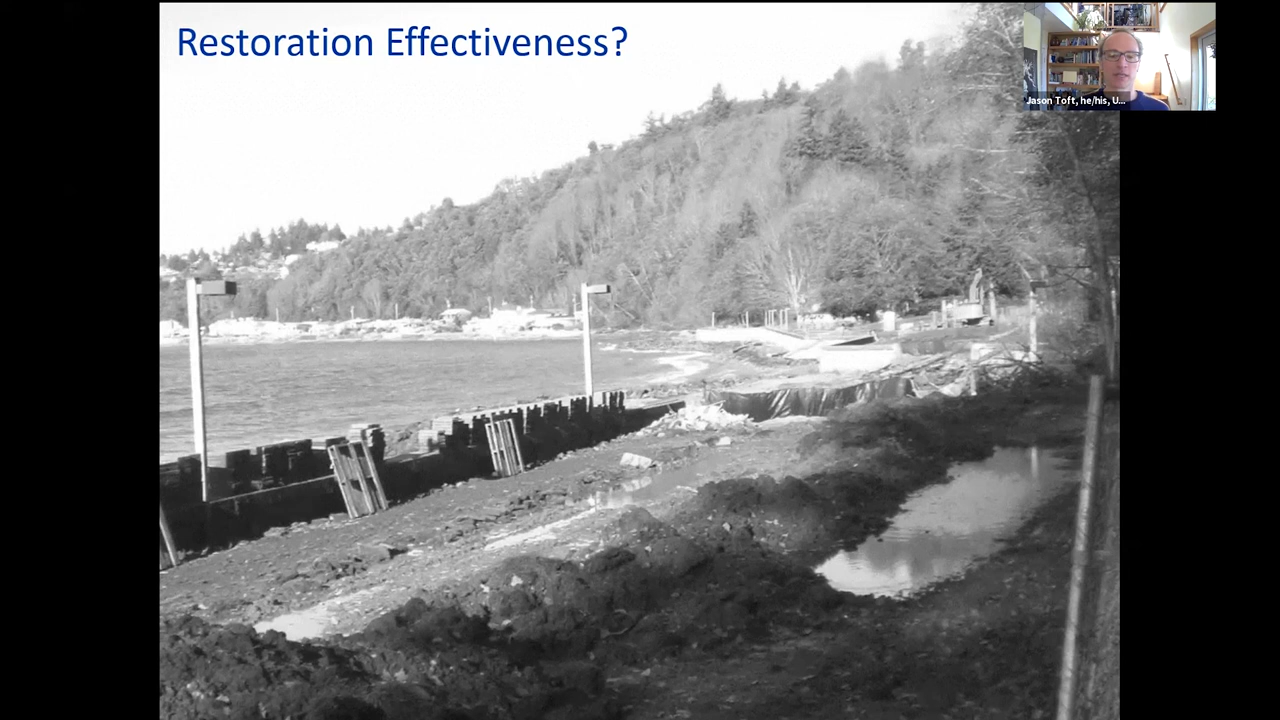 Restoration Effectiveness?
Jason Toft, he/his, U...